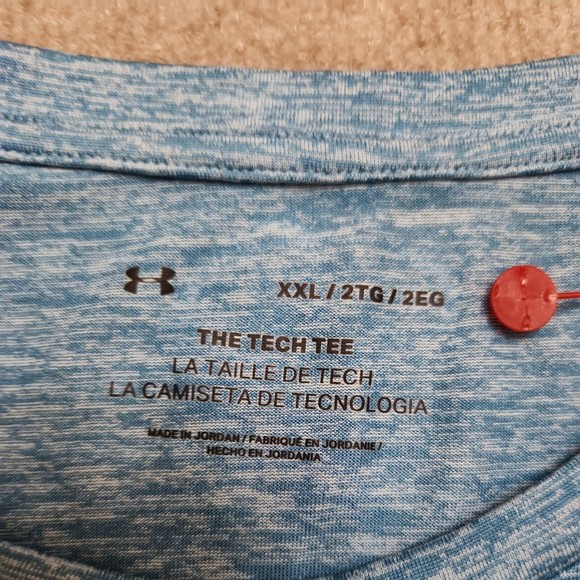 XXL / 2TG / 2EG
THE TECH TEE
LA TAILLE DE TECH
LA CAMISETA DE TECNOLOGIA
MADE IN JORDAN / FABRIQUÉ EN JORDANIE /
HECHO EN JORDANIA